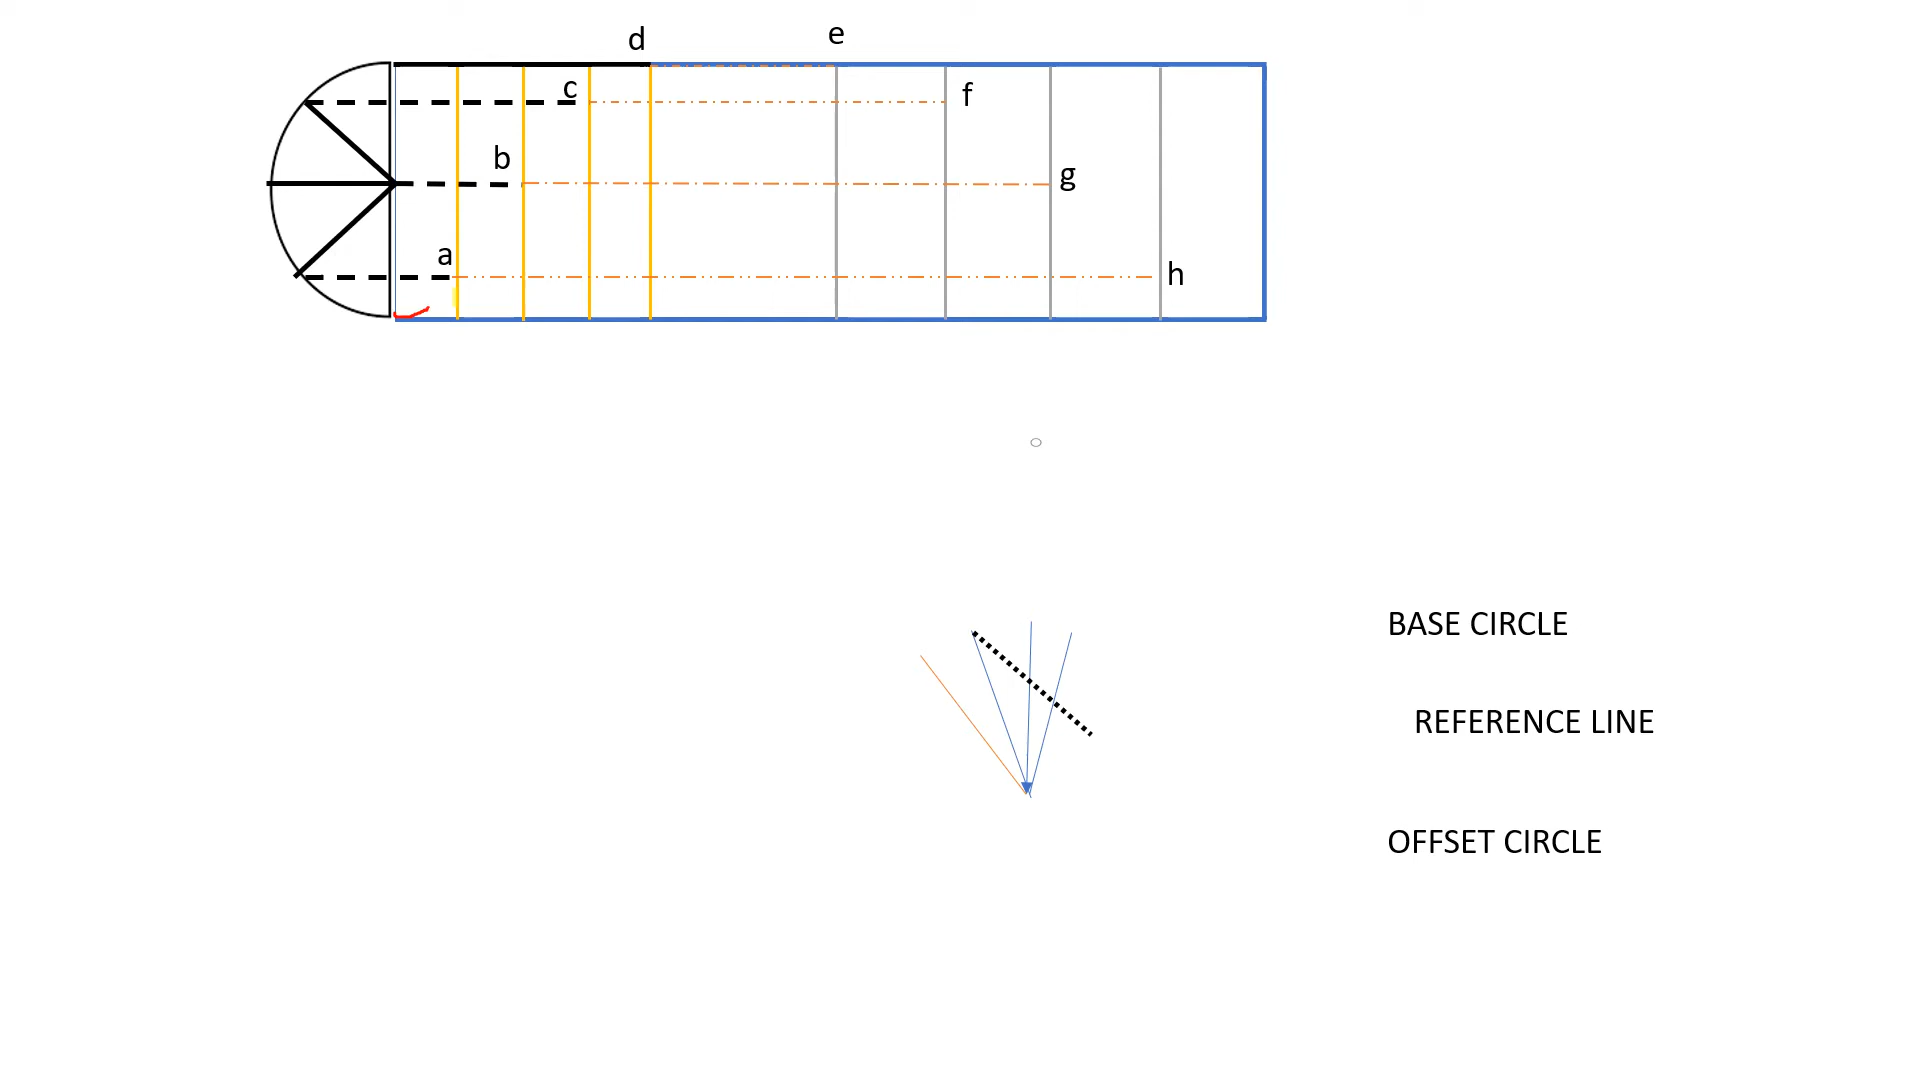 d
e
c
f
b
g
a
h
BASE CIRCLE
REFERENCE LINE
OFFSET CIRCLE